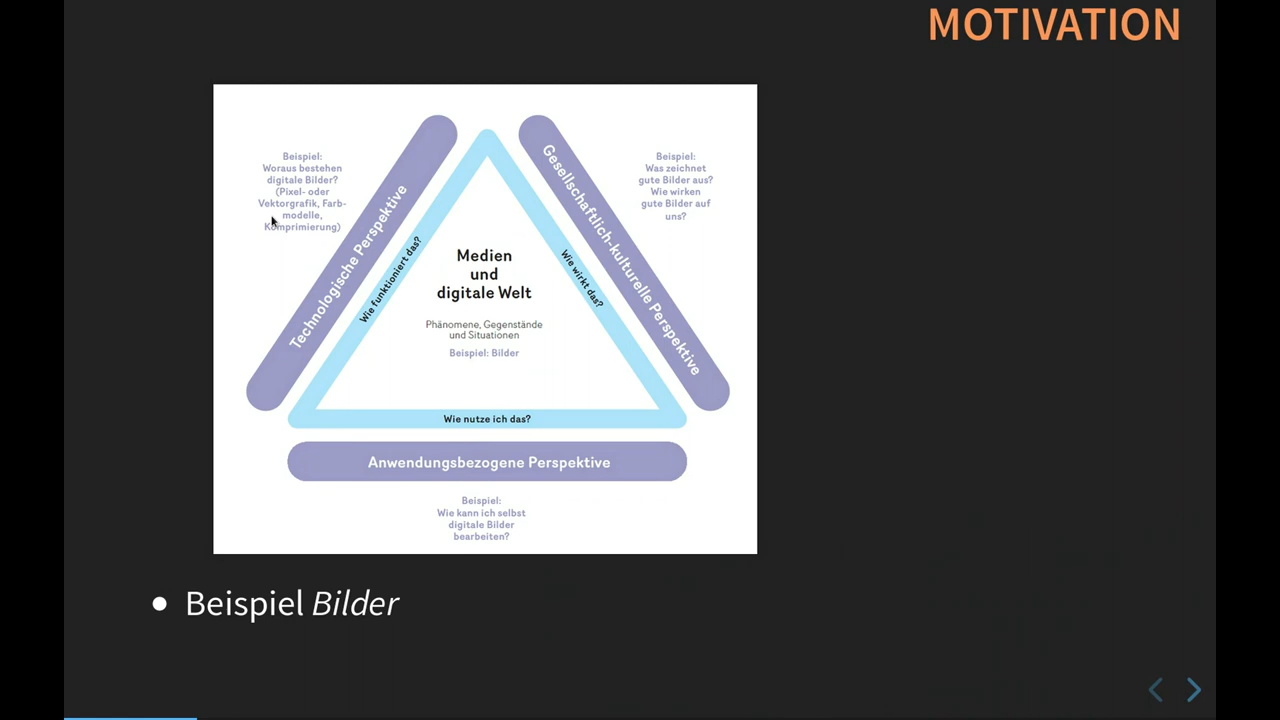 MOTIVATION
Beispiel:
Woraus bestehen
digitale Bilder?
(Pixel- oder
Vektorgrafik, Farb-
modelle,
Komprimierung)
Technologische Perspektive
Wie funktioniert das?
Gesellschaftlich-kulturelle Perspektive
Wie wirkt das?
Beispiel:
Was zeichnet
gute Bilder aus?
Wie wirken
gute Bilder auf
uns?
Medien
und
digitale Welt
Phänomene, Gegenstände
und Situationen
Beispiel: Bilder
Wie nutze ich das?
Anwendungsbezogene Perspektive
Beispiel:
Wie kann ich selbst
digitale Bilder
bearbeiten?
Beispiel Bilder